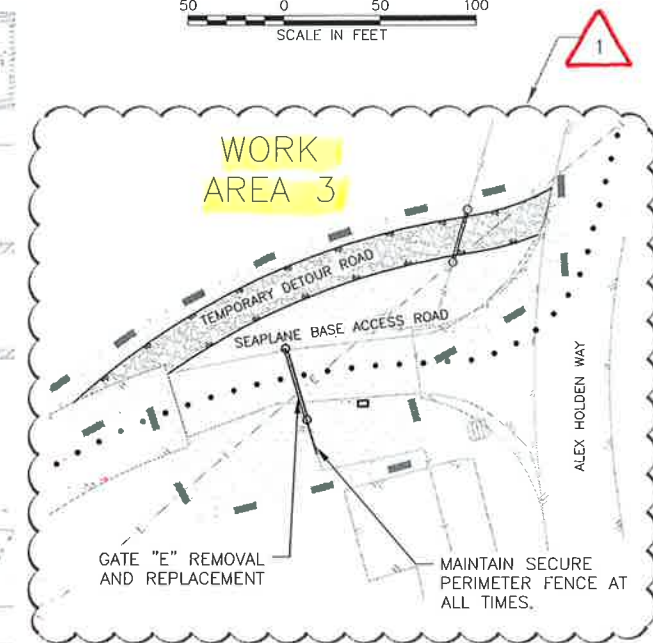 50 0 50 100
SCALE IN FEET
1
WORK
AREA 3
TEMPORARY DETOUR ROAD
SEAPLANE BASE ACCESS ROAD
E
ALEX HOLDEN WAY
GATE "E" REMOVAL
AND REPLACEMENT
MAINTAIN SECURE
PERIMETER FENCE AT
ALL TIMES.